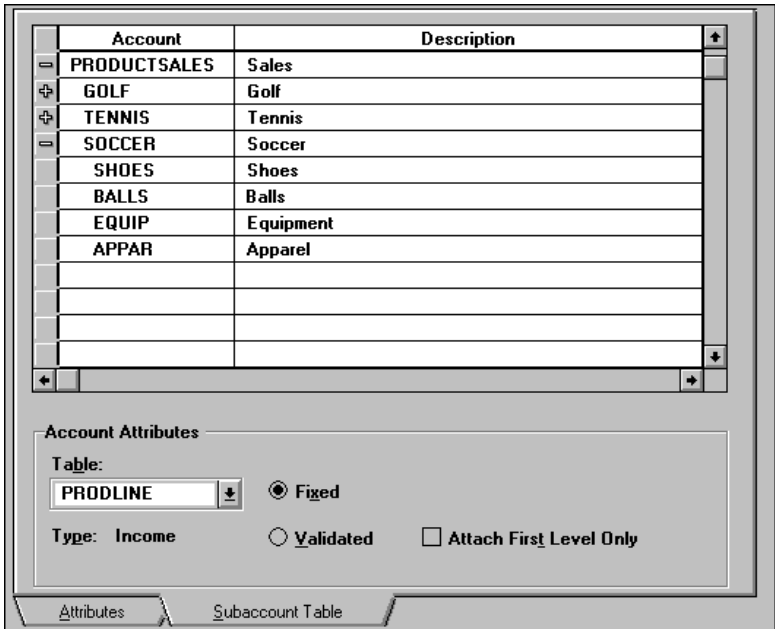 Account Description
PRODUCTSALES Sales
GOLF Golf
TENNIS Tennis
SOCCER Soccer
SHOES Shoes
BALLS Balls
EQUIP Equipment
APPAR Apparel
Account Attributes
Table:
PRODLINE Fixed
Type: Income Validated Attach First Level Only
Attributes Subaccount Table